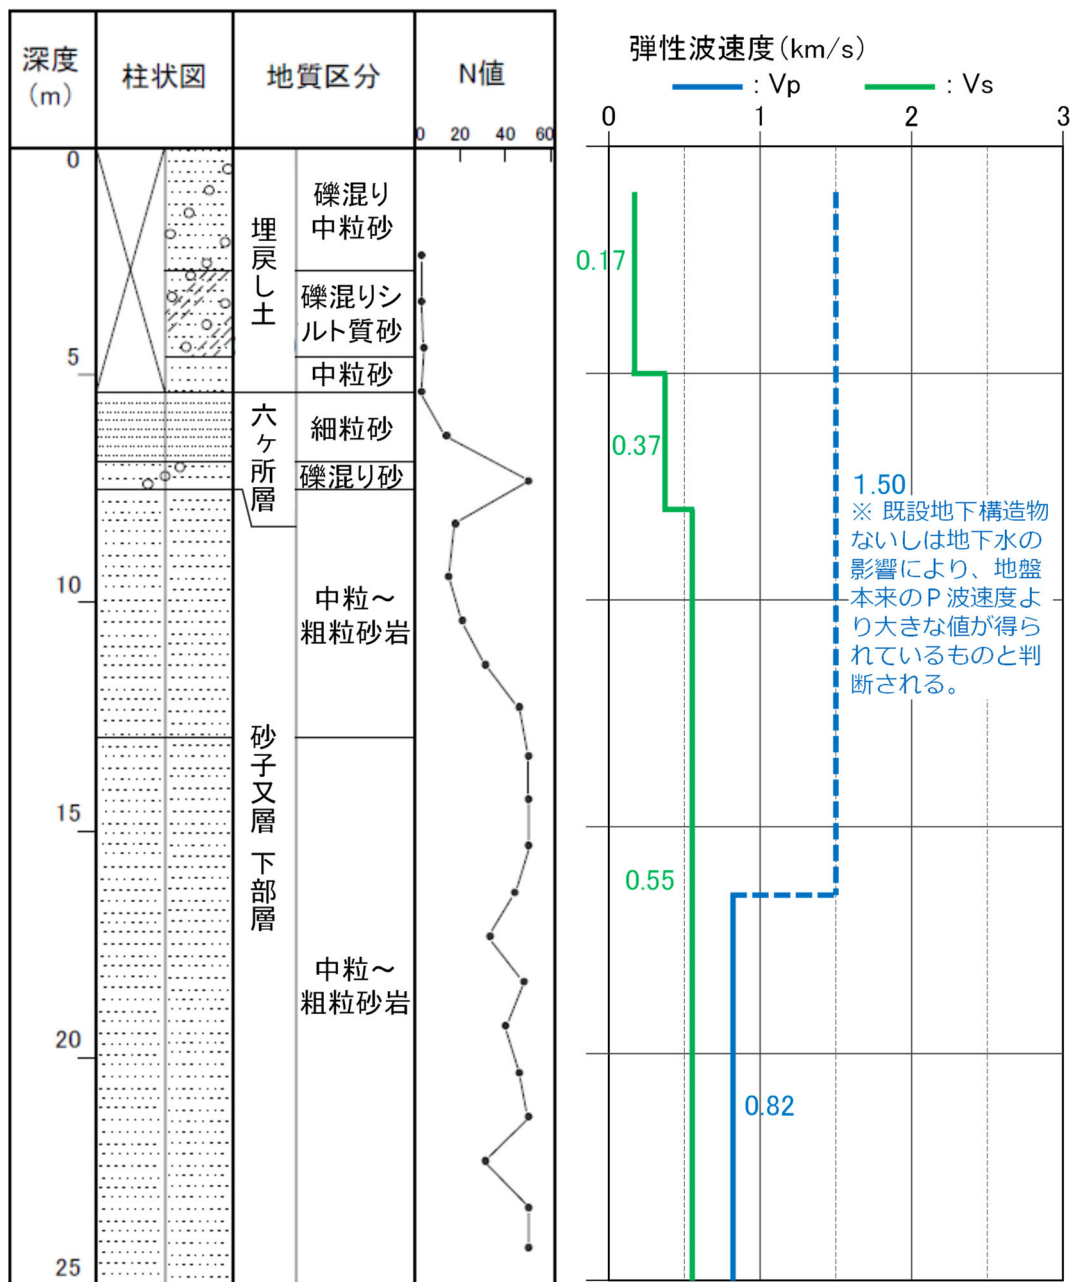 深度
(m)
柱状図
地質区分
N値
0 20 40 60
0
5
10
15
20
25
埋戻し土
六ケ所層
砂子又層 下部層
礫混り
中粒砂
礫混りシ
ルト質砂
中粒砂
細粒砂
礫混り砂
中粒～
粗粒砂岩
中粒～
粗粒砂岩
弾性波速度(km/s)
: Vp
: Vs
0 1 2 3
0.17
0.37
0.55
1.50
※ 既設地下構造物
ないしは地下水の
影響により、地盤
本来のP波速度よ
り大きな値が得ら
れているものと判
断される。
0.82